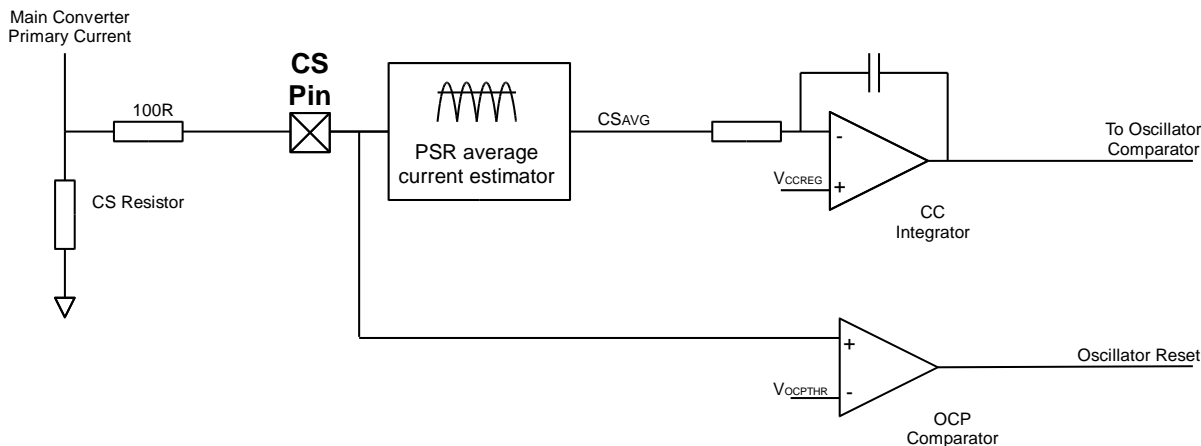 Main Converter
Primary Current
100R
CS
Pin
CS Resistor
PSR average
current estimator
CSAVG
-
VCCREG
+
CC
Integrator
To Oscillator
Comparator
+
VOCPTHR
-
OCP
Comparator
Oscillator Reset